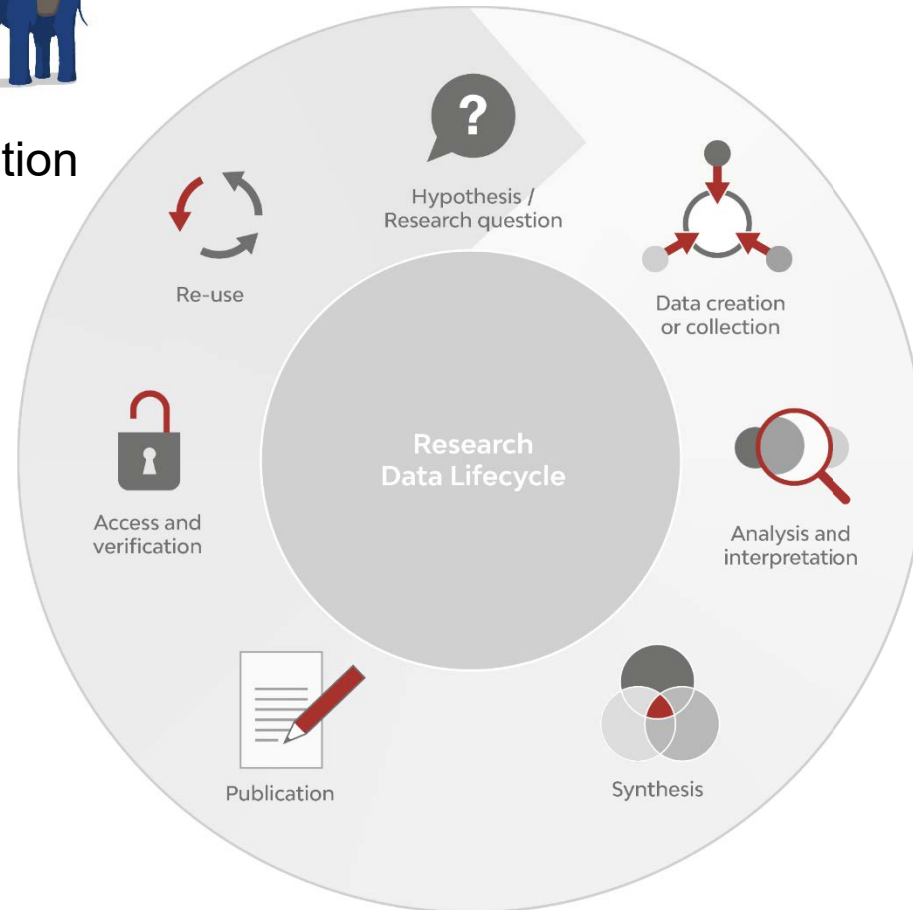 tion
?
Hypothesis /
Research question
Data creation
or collection
Analysis and
interpretation
Synthesis
Publication
Access and
verification
Re-use
Research
Data Lifecycle